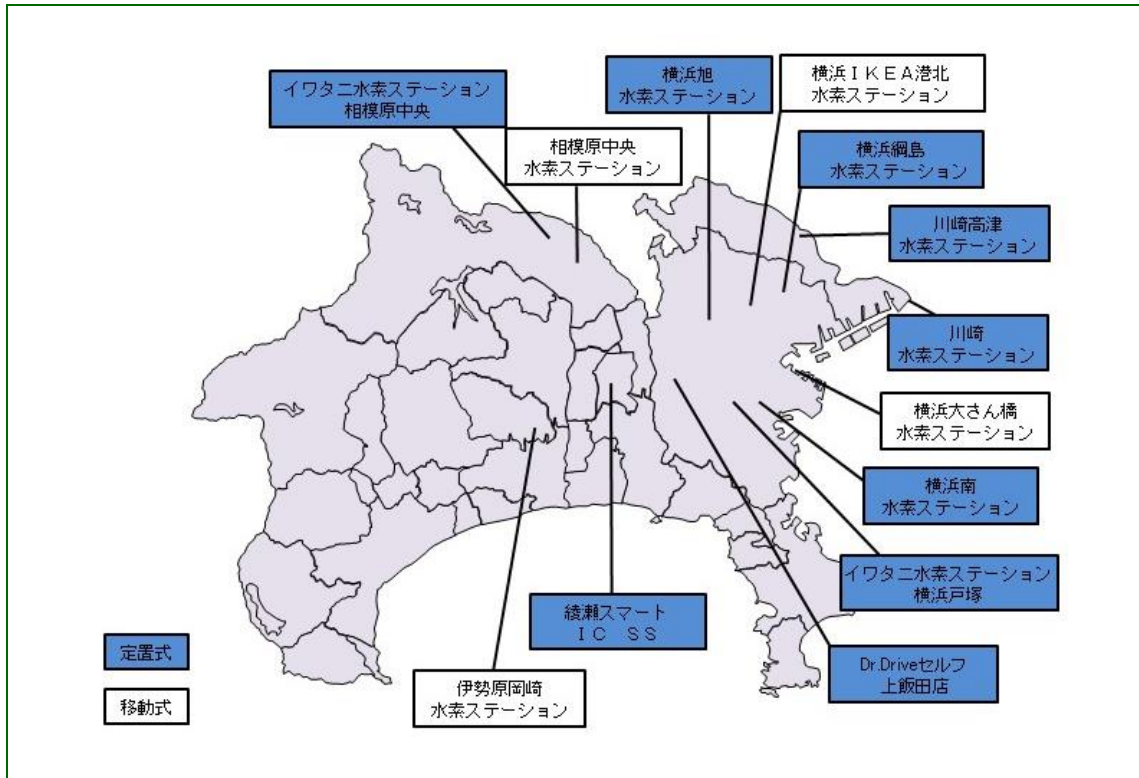 イワタニ水素ステーション
相模原中央
相模原中央
水素ステーション
横浜旭
水素ステーション
横浜IKEA港北
水素ステーション
横浜綱島
水素ステーション
川崎高津
水素ステーション
川崎
水素ステーション
横浜大さん橋
水素ステーション
横浜南
水素ステーション
イワタニ水素ステーション
横浜戸塚
Dr.Driveセルフ
上飯田店
綾瀬スマート
IC SS
伊勢原岡崎
水素ステーション
定置式
移動式